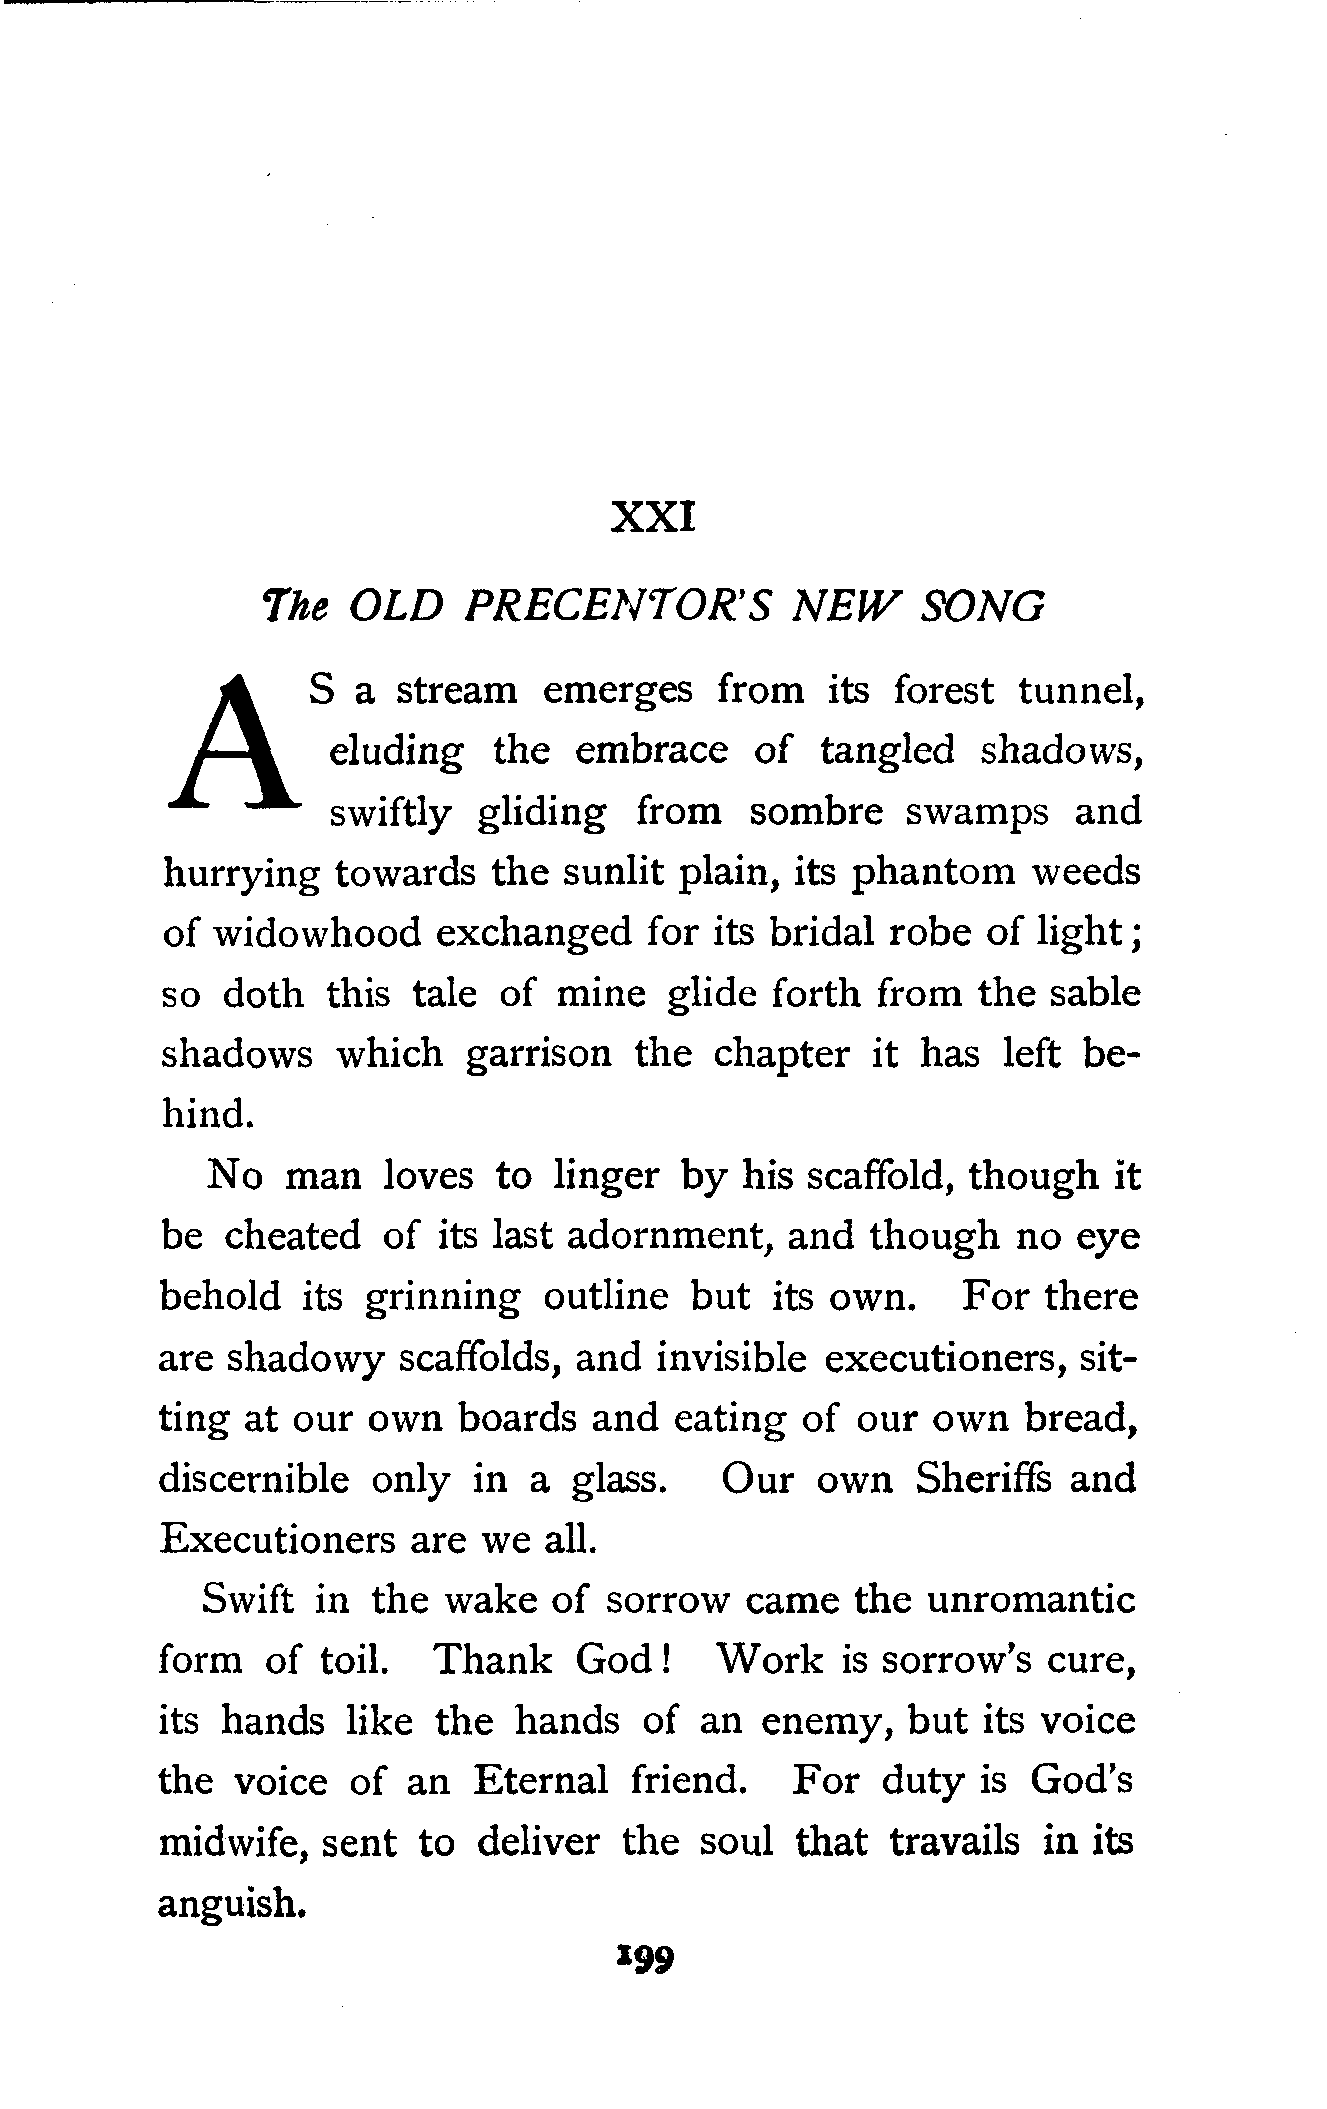 XXI
The OLD PRECENTOR'S NEW SONG
AS a stream emerges from its forest tunnel,
eluding the embrace of tangled shadows,
swiftly gliding from sombre swamps and
hurrying towards the sunlit plain, its phantom weeds
of widowhood exchanged for its bridal robe of light;
so doth this tale of mine glide forth from the sable
shadows which garrison the chapter it has left be-
hind.
No man loves to linger by his scaffold, though it
be cheated of its last adornment, and though no eye
behold its grinning outline but its own. For there
are shadowy scaffolds, and invisible executioners, sit-
ting at our own boards and eating of our own bread,
discernible only in a glass. Our own Sheriffs and
Executioners are we all.
Swift in the wake of sorrow came the unromantic
form of toil. Thank God! Work is sorrow's cure,
its hands like the hands of an enemy, but its voice
the voice of an Eternal friend. For duty is God's
midwife, sent to deliver the soul that travails in its
anguish.
199